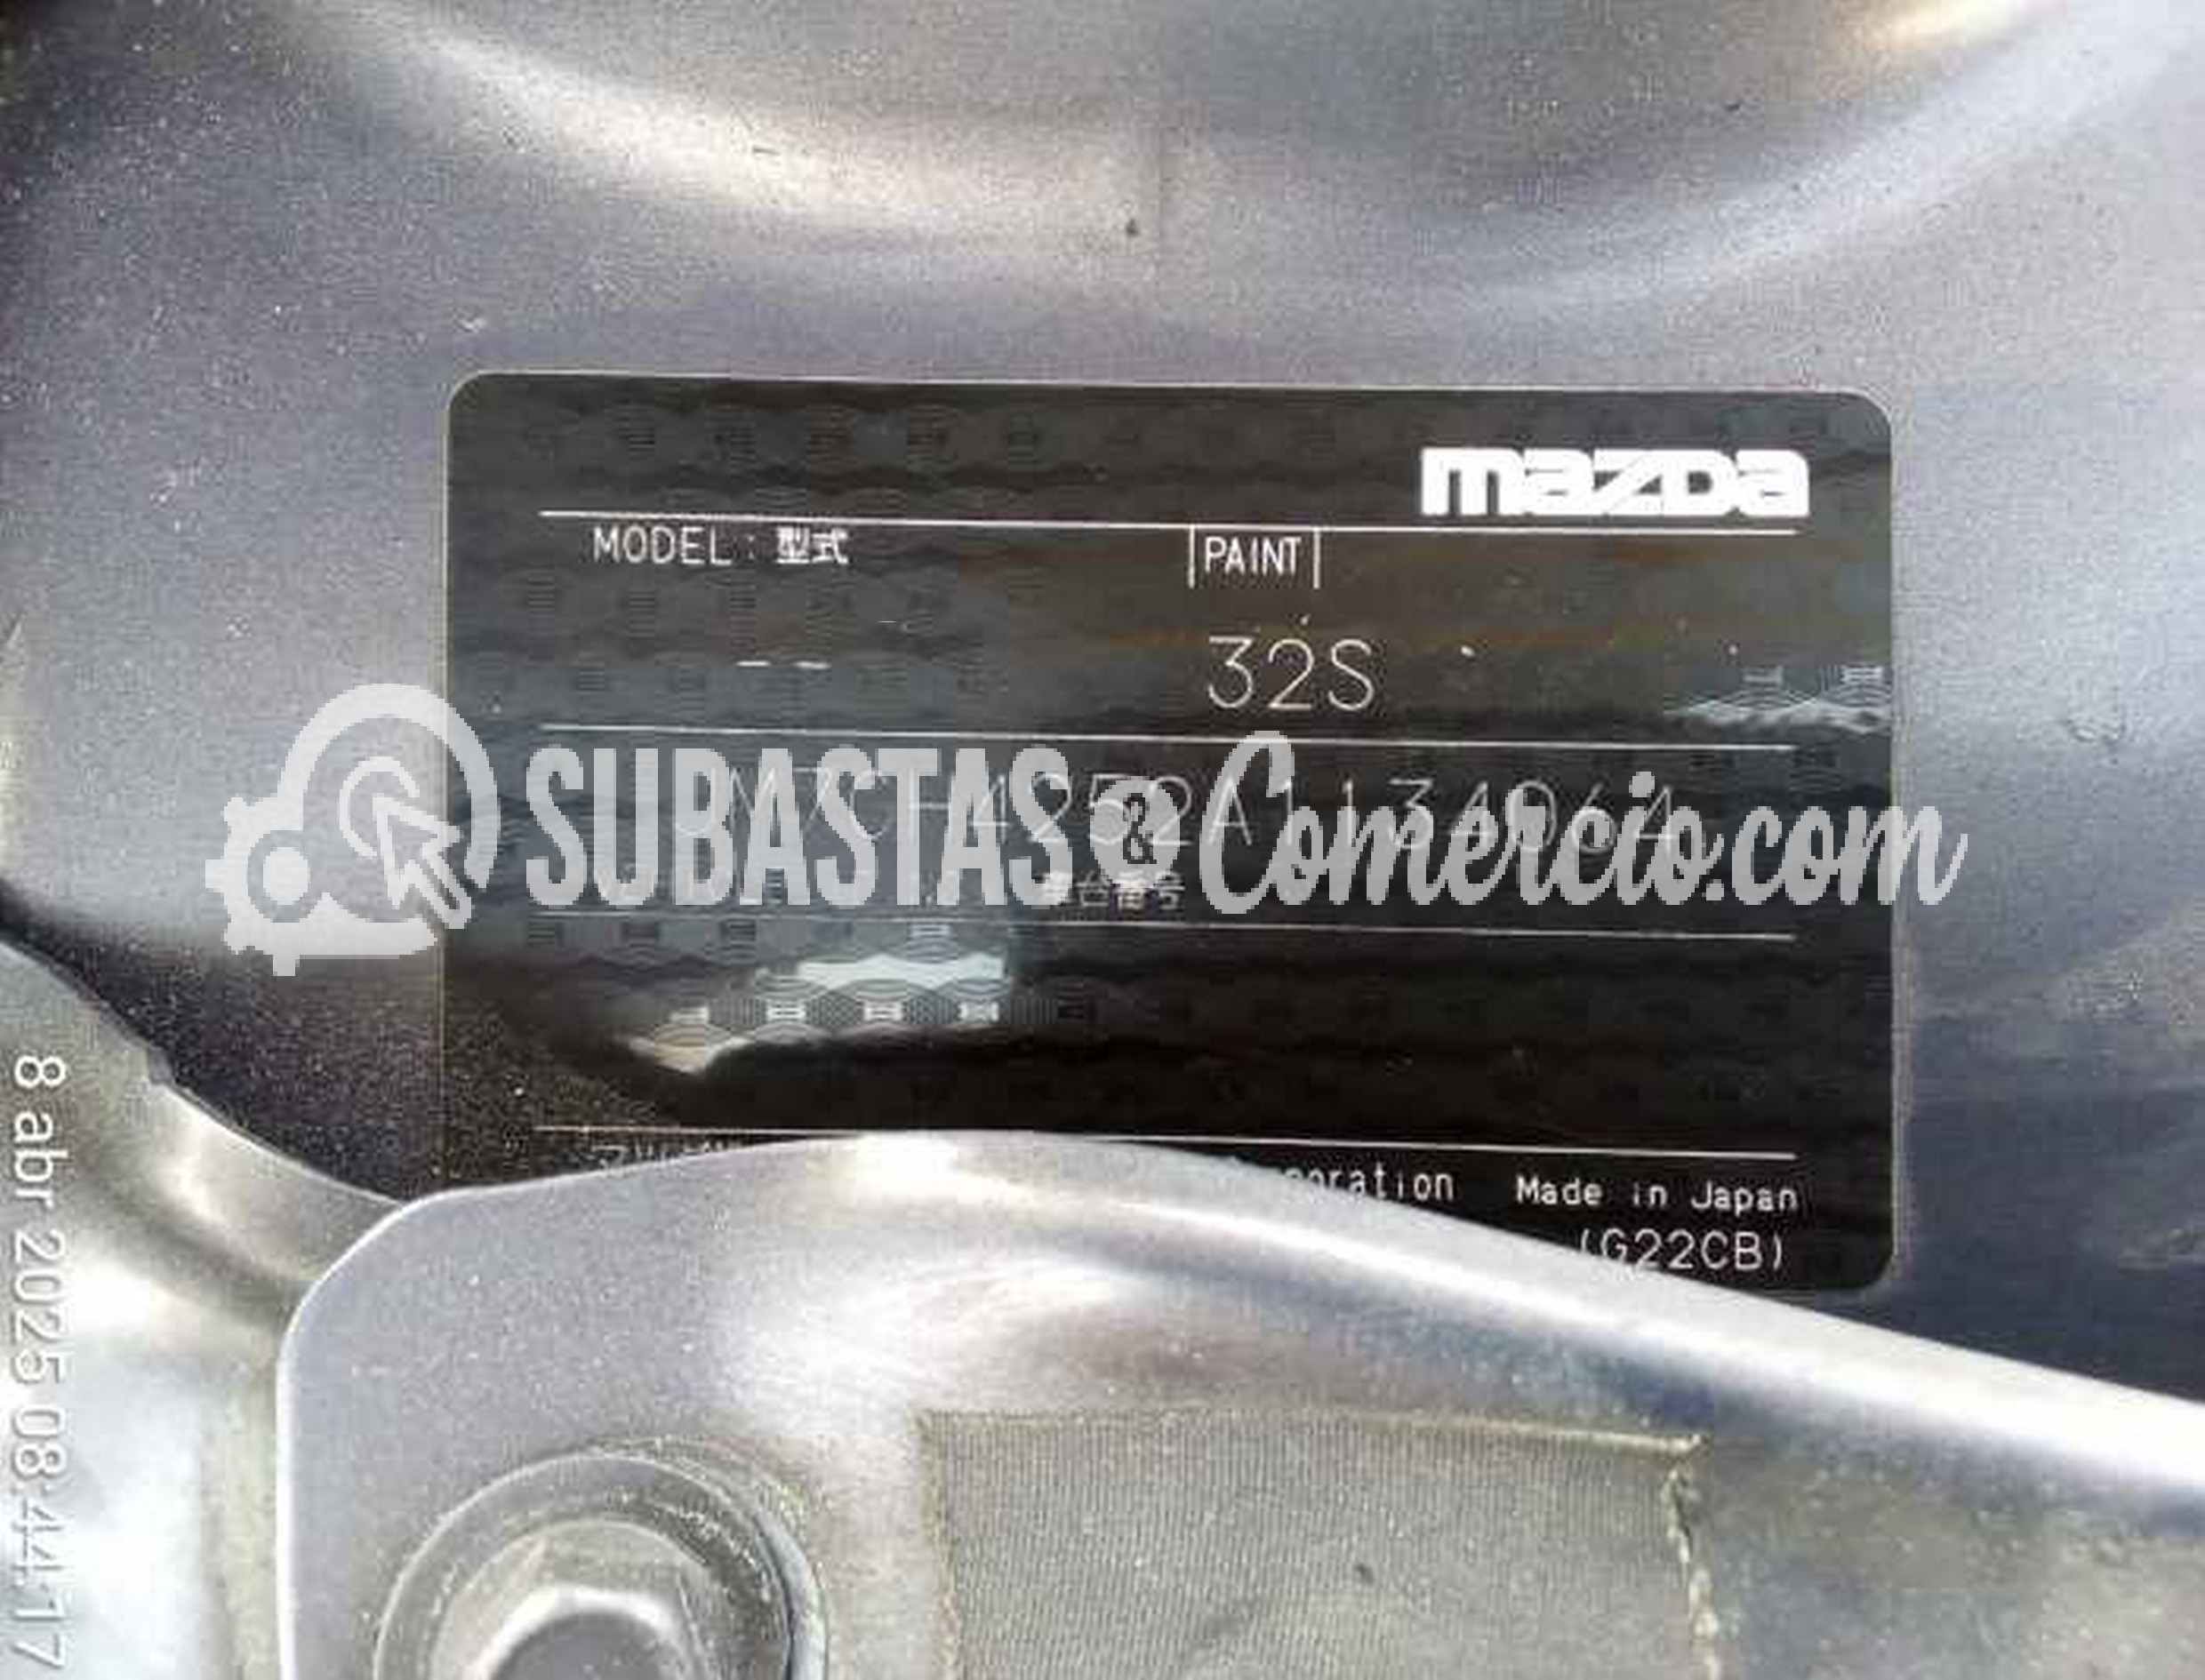 mazda
MODEL: 型式
PAINT
-- 32S
SUBASTAS & Comercio.com
車台番号
Made in Japan
(G22CB)
8 abr 2025 08:44:17